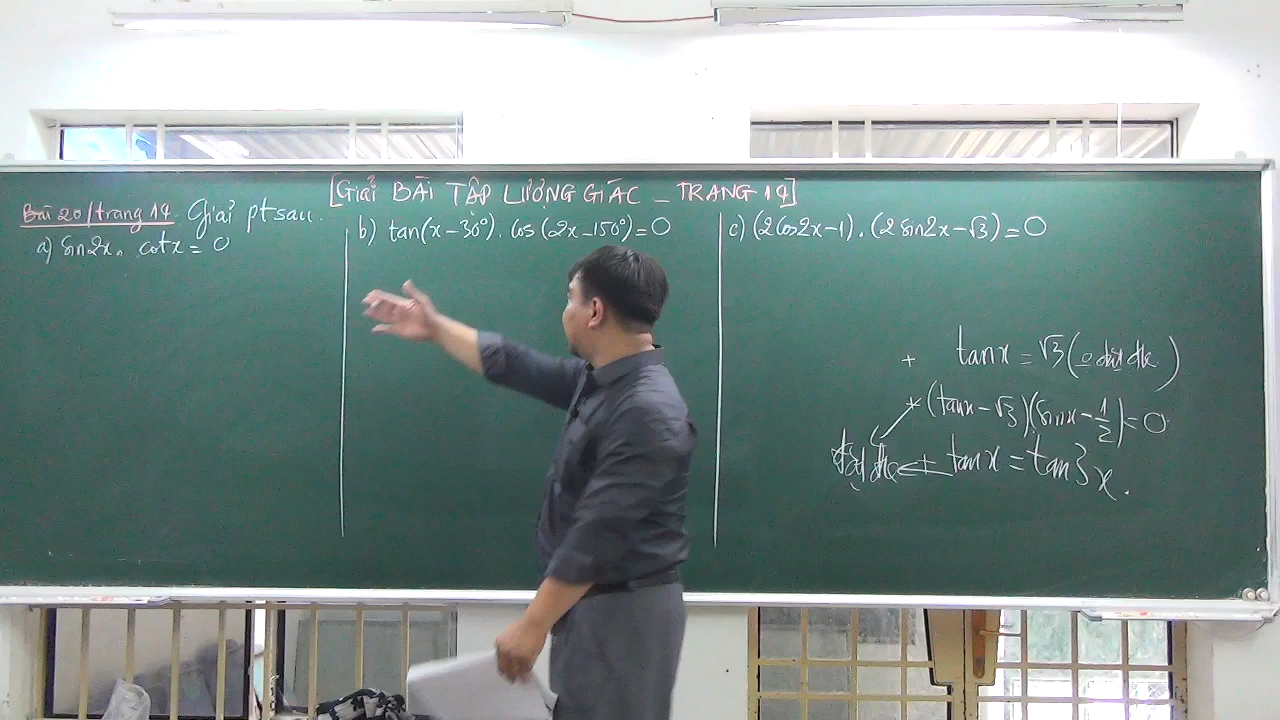 [Giải BÀI TẬP LƯỢNG GIÁC _ TRANG 14]
Bài 20/trang 14. Giải pt sau.
a) sin2x. cotx = 0
b) tan(x-30°). cos(2x-150°)=0
c) (2cos2x-1).(2sin2x-√3)=0
+ tanx = √3 (
+ (tanx-√3)(sinx-1/2)=0
đặt đk + tanx = tan3x.